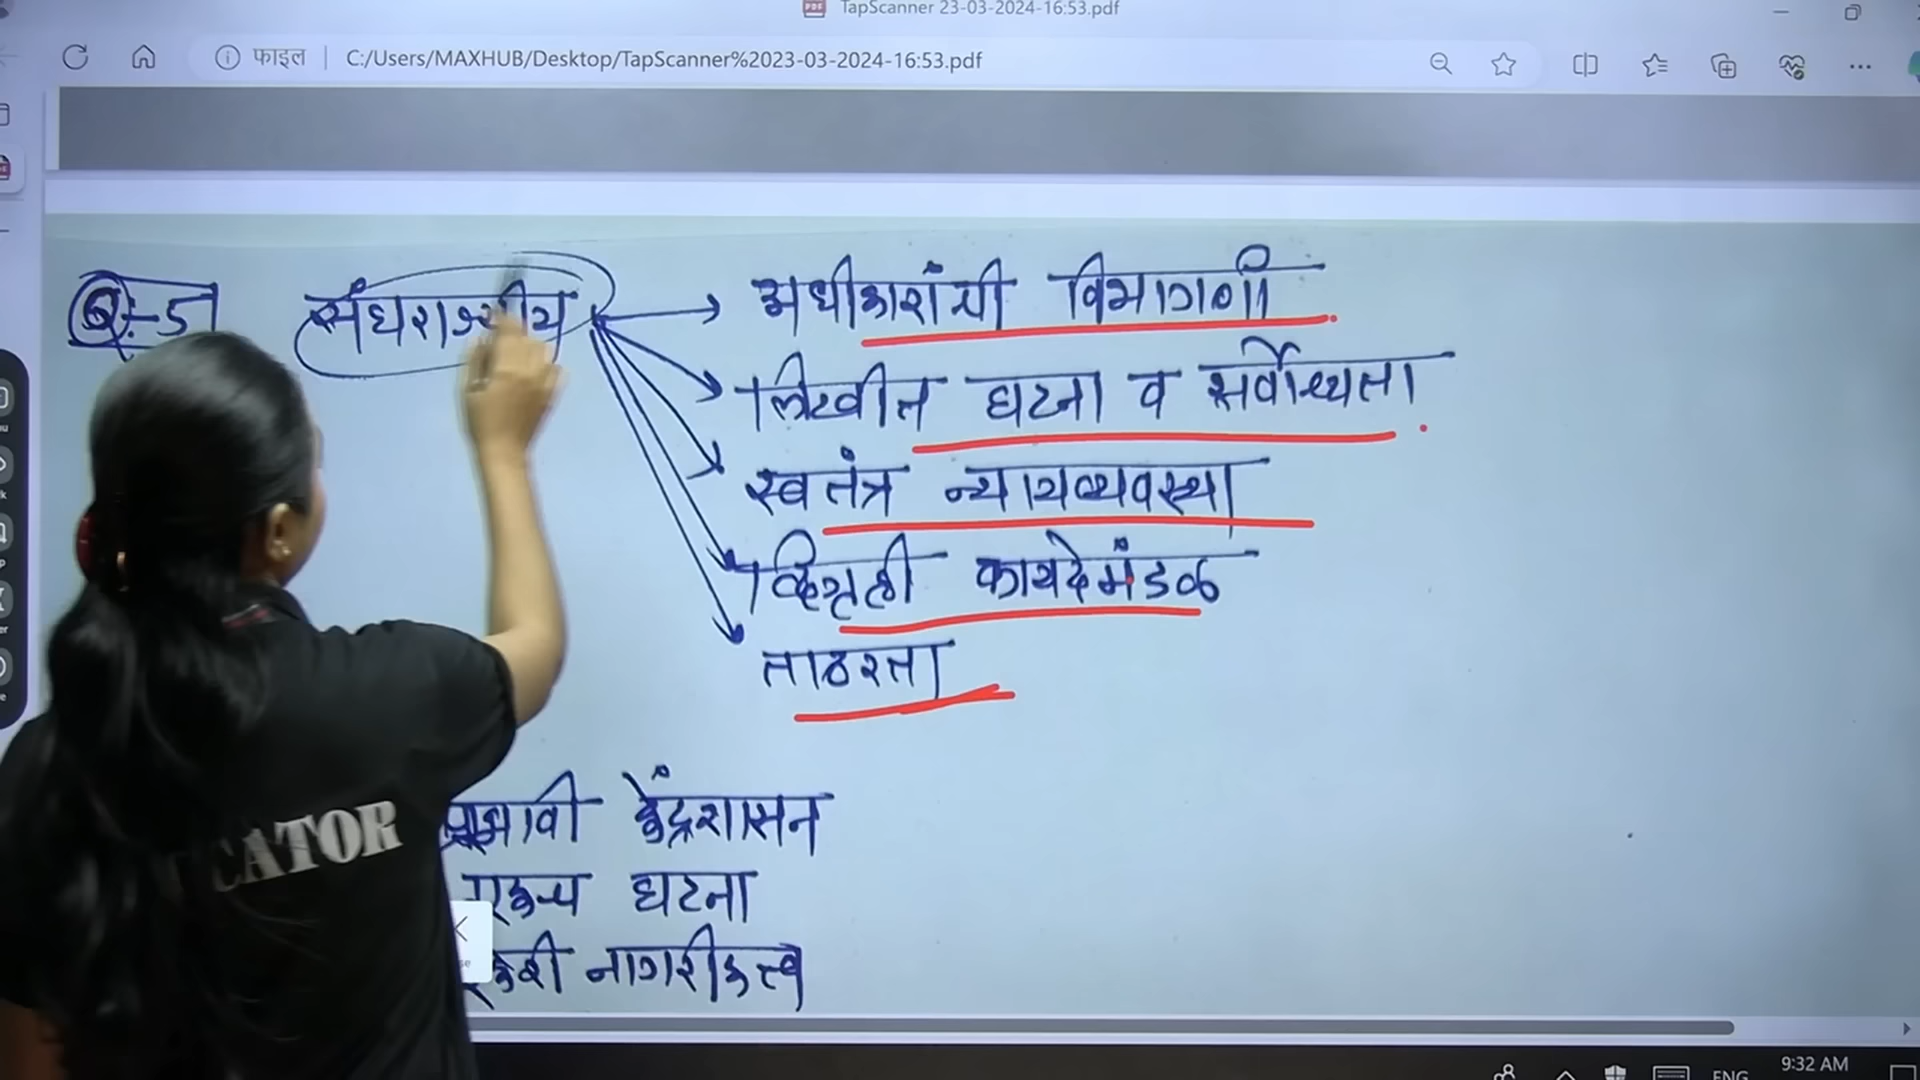 TapScanner 23-03-2024-16:53.pdf
फाइल C:/Users/MAXHUB/Desktop/TapScanner%2023-03-2024-16:53.pdf
संघराज्यीय
अधीकारांची विभागणी
लिखीत घटना व सर्वोच्चता
स्वतंत्र न्यायव्यवस्था
द्विगृही कायदेमंडळ
ताठरता
प्रभावी केंद्रशासन
एकच घटना
एकेरी नागरीकत्व
CATOR
ENG
9:32 AM